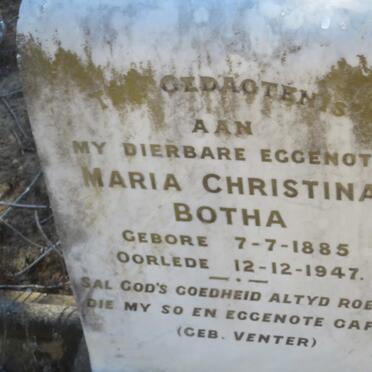 GEDAGTENIS
AAN
MY DIERBARE EGGENOTE
MARIA CHRISTINA
BOTHA
GEBORE 7-7-1885
OORLEDE 12-12-1947.
SAL GOD'S GOEDHEID ALTYD ROE
DIE MY SO EN EGGENOTE GAF
(GEB. VENTER)